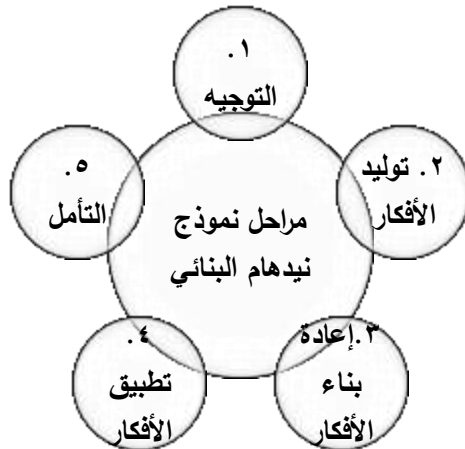 مراحل نموذج
نيدهام البنائي
١.
التوجيه
٢. توليد
الأفكار
٣.إعادة
بناء
الأفكار
٤.
تطبيق
الأفكار
٥.
التأمل